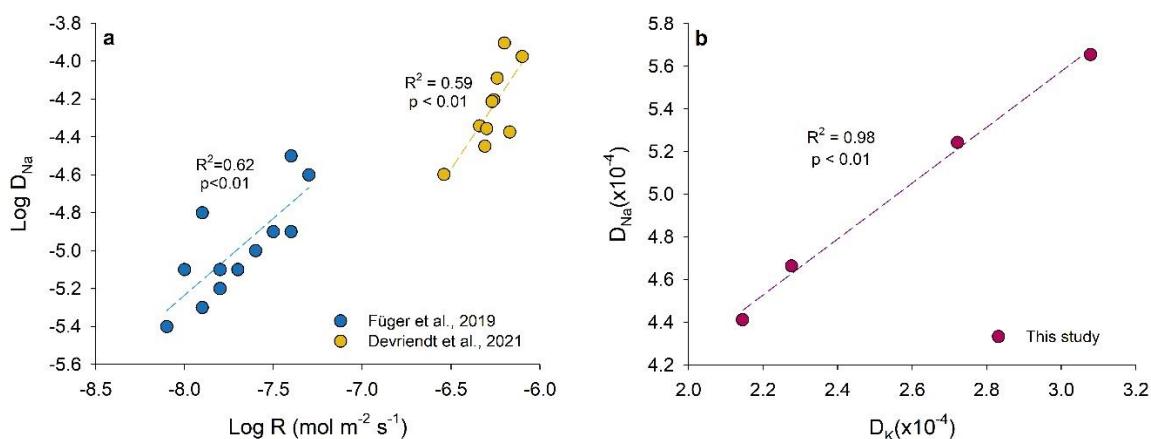 a
-3.8
-4.0
-4.2
-4.4
-4.6
-4.8
-5.0
-5.2
-5.4
-5.6
Log D_Na
R² = 0.59
p < 0.01
R²=0.62
p<0.01
Füger et al., 2019
Devriendt et al., 2021
-8.5 -8.0 -7.5 -7.0 -6.5 -6.0
Log R (mol m⁻² s⁻¹)
b
5.8
5.6
5.4
5.2
5.0
4.8
4.6
4.4
4.2
D_Na(x10⁻⁴)
R² = 0.98
p < 0.01
This study
2.0 2.2 2.4 2.6 2.8 3.0 3.2
D_K(x10⁻⁴)